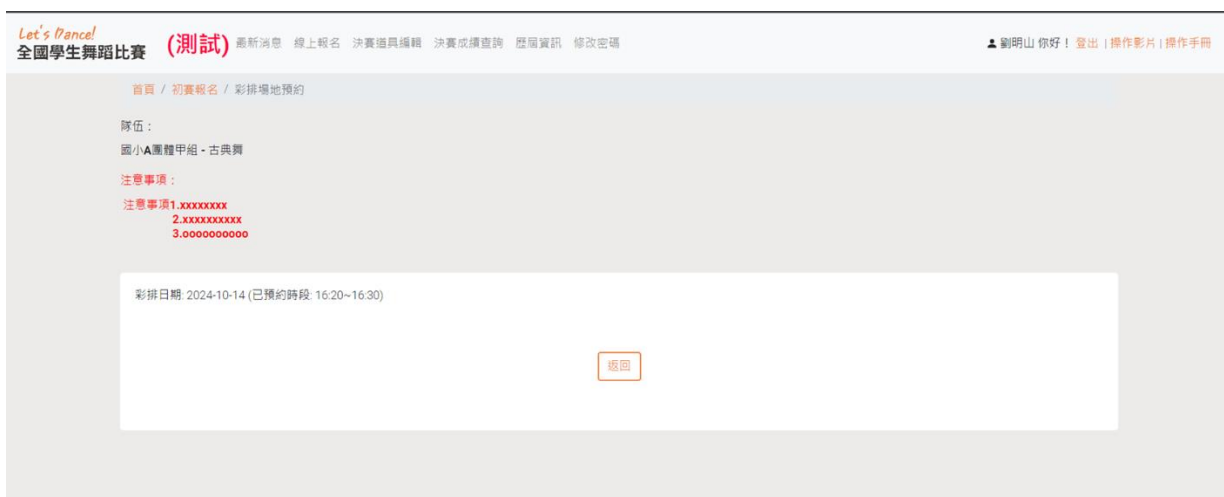 Let's Dance!
全國學生舞蹈比賽 (測試) 最新消息 線上報名 決賽道具編輯 決賽成績查詢 歷屆資訊 修改密碼 劉明山 你好！ 登出 | 操作影片 | 操作手冊
首頁 / 初賽報名 / 彩排場地預約
隊伍：
國小A團體甲組 - 古典舞
注意事項：
注意事項1.xxxxxxxx
2.xxxxxxxxxx
3.oooooooooo
彩排日期: 2024-10-14 (已預約時段: 16:20~16:30)
返回